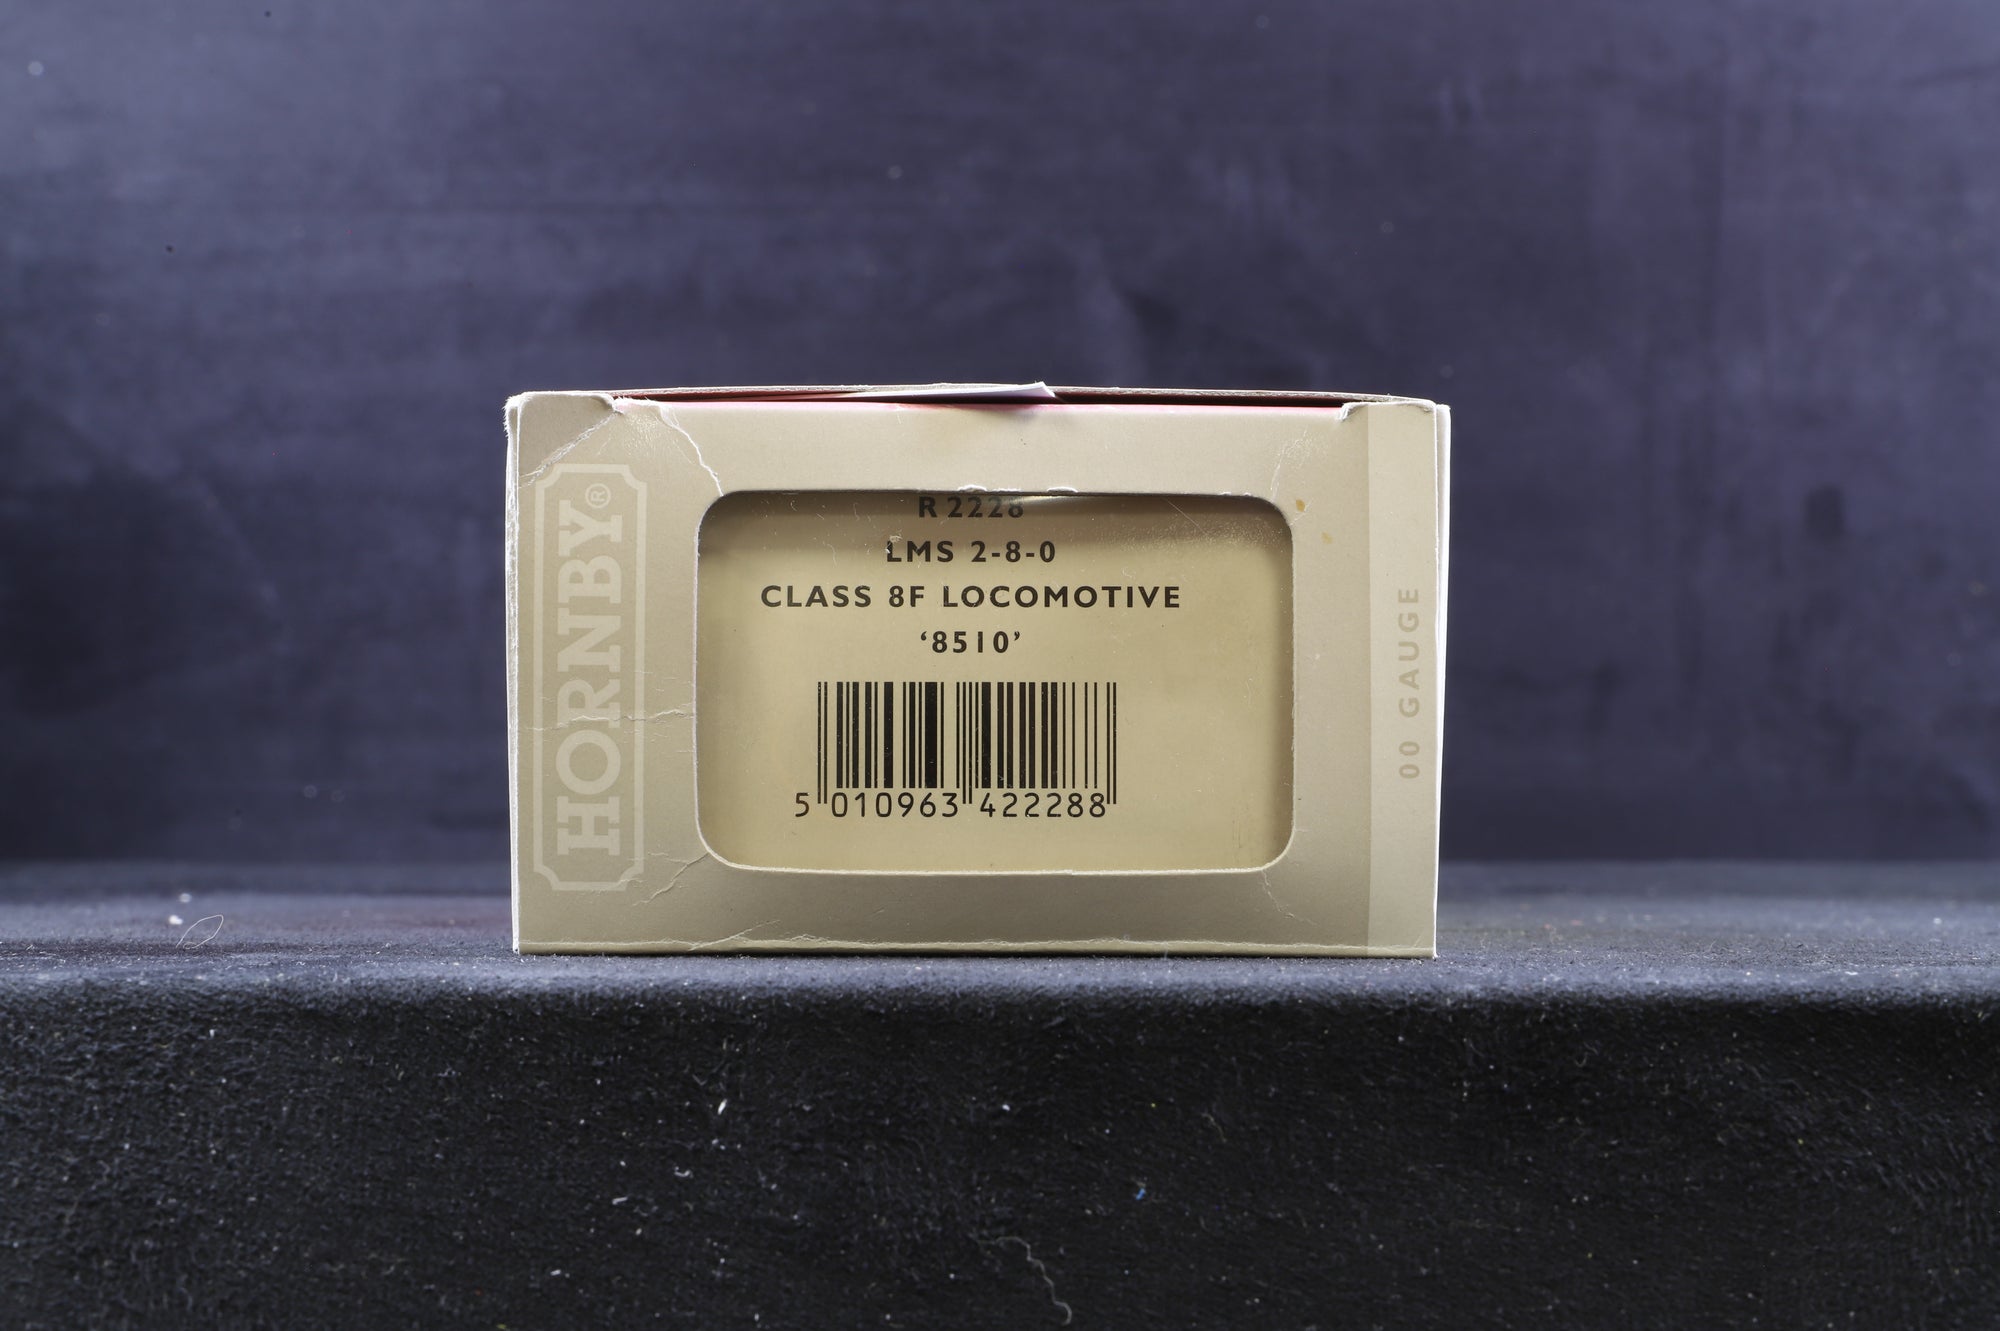 HORNBY®
R 2228
LMS 2-8-0
CLASS 8F LOCOMOTIVE
‘8510’
5 010963 422288
00 GAUGE